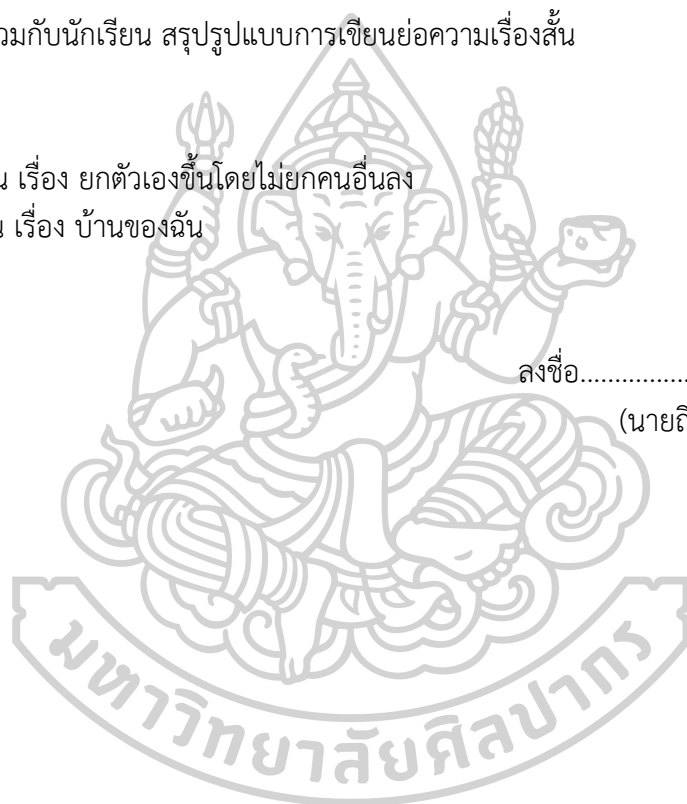 วมกับนักเรียน สรุปรูปแบบการเขียนย่อความเรื่องสั้น
น เรื่อง ยกตัวเองขึ้นโดยไม่ยกคนอื่นลง
น เรื่อง บ้านของฉัน
ลงชื่อ................
(นายถิ
มหาวิทยาลัยศิลปากร